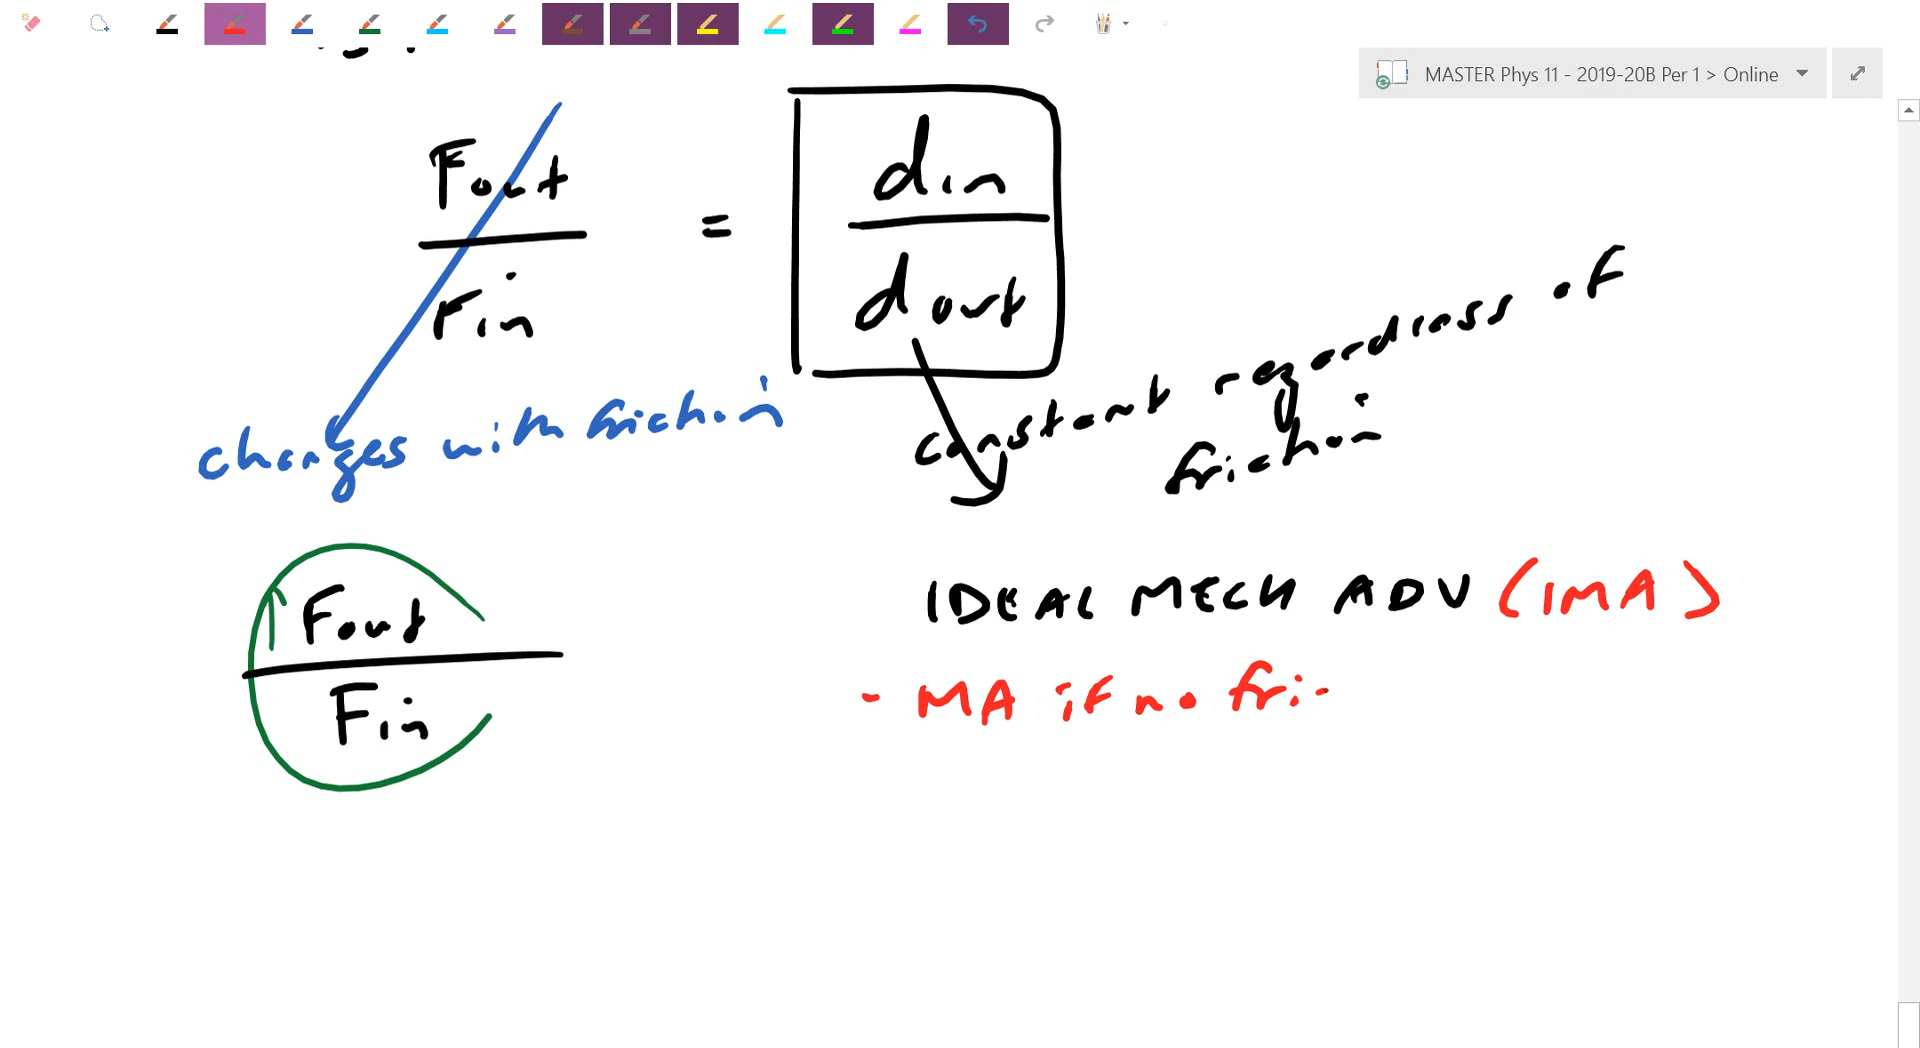 MASTER Phys 11 - 2019-20B Per 1 > Online
Fout / Fin = din / dout
changes with friction
constant regardless of
friction
Fout / Fin
IDEAL MECH ADV (IMA)
- MA if no fri